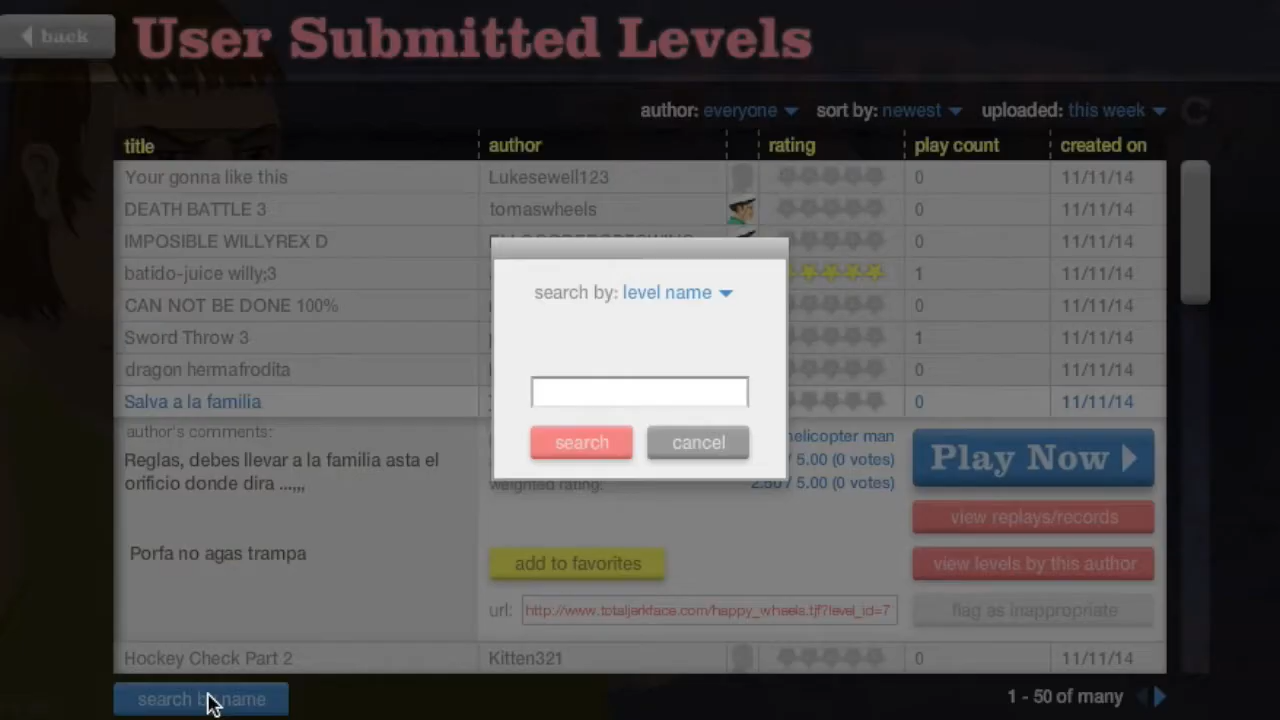 back
User Submitted Levels
author: everyone sort by: newest uploaded: this week
title author rating play count created on
Your gonna like this Lukesewell123 0 11/11/14
DEATH BATTLE 3 tomaswheels 0 11/11/14
IMPOSIBLE WILLYREX D 0 11/11/14
batido-juice willy;3 1 11/11/14
CAN NOT BE DONE 100% 0 11/11/14
Sword Throw 3 1 11/11/14
dragon hermafrodita 0 11/11/14
Salva a la familia 0 11/11/14
search by: level name
search cancel
author's comments:
Reglas, debes llevar a la familia asta el
orificio donde dira ...,,,
Porfa no agas trampa
helicopter man
/ 5.00 (0 votes)
weighted rating: 2.50 / 5.00 (0 votes)
Play Now
view replays/records
add to favorites
view levels by this author
url: http://www.totaljerkface.com/happy_wheels.tjf?level_id=7
flag as inappropriate
Hockey Check Part 2 Kitten321 0 11/11/14
search by name
1 - 50 of many